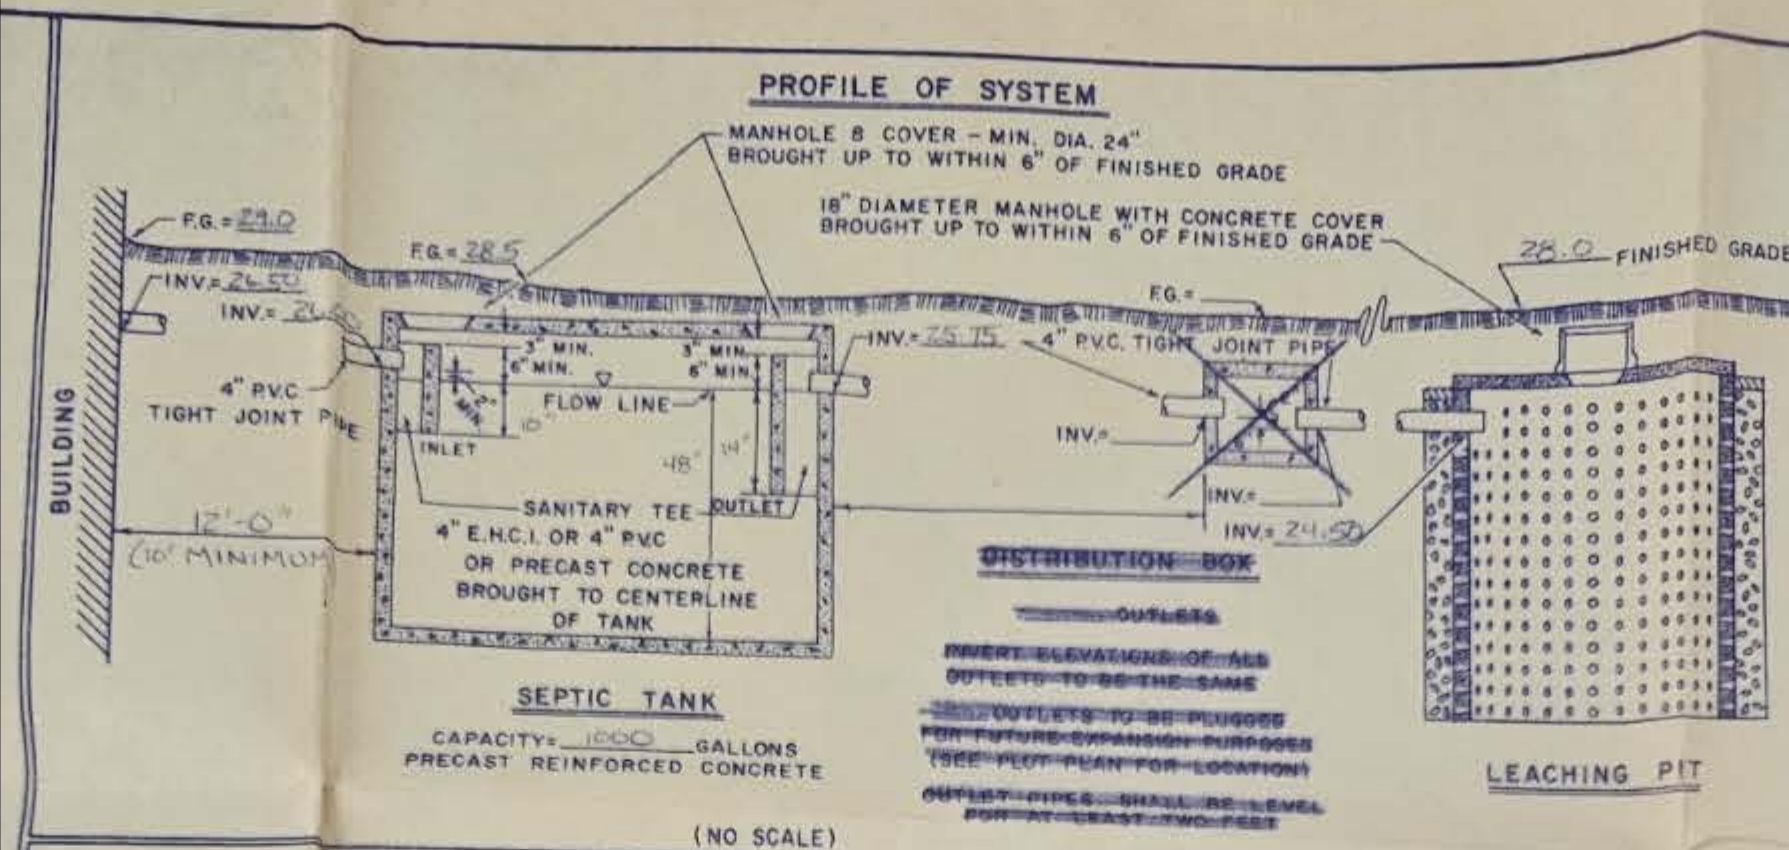 PROFILE OF SYSTEM
MANHOLE & COVER - MIN. DIA. 24"
BROUGHT UP TO WITHIN 6" OF FINISHED GRADE
18" DIAMETER MANHOLE WITH CONCRETE COVER
BROUGHT UP TO WITHIN 6" OF FINISHED GRADE
F.G. = 29.0
F.G. = 28.5
F.G. =
28.0 FINISHED GRADE
INV. = 26.50
INV. =
INV. = 25.75
4" P.V.C. TIGHT JOINT PIPE
3" MIN.
6" MIN.
3" MIN.
6" MIN.
FLOW LINE
2" MIN
10"
4" P.V.C
TIGHT JOINT PIPE
INLET
48"
14"
INV. =
BUILDING
SANITARY TEE
OUTLET
4" E.H.C.I. OR 4" PVC
OR PRECAST CONCRETE
BROUGHT TO CENTERLINE
OF TANK
12'-0"
(10' MINIMUM)
INV. =
INV. = 24.50
DISTRIBUTION BOX
OUTLETS
INVERT ELEVATIONS OF ALL
OUTLETS TO BE THE SAME
OUTLETS TO BE PLUGGED
FOR FUTURE EXPANSION PURPOSES
(SEE PLOT PLAN FOR LOCATION)
OUTLET PIPES SHALL BE LEVEL
FOR AT LEAST TWO FEET
SEPTIC TANK
CAPACITY = 1000 GALLONS
PRECAST REINFORCED CONCRETE
LEACHING PIT
(NO SCALE)